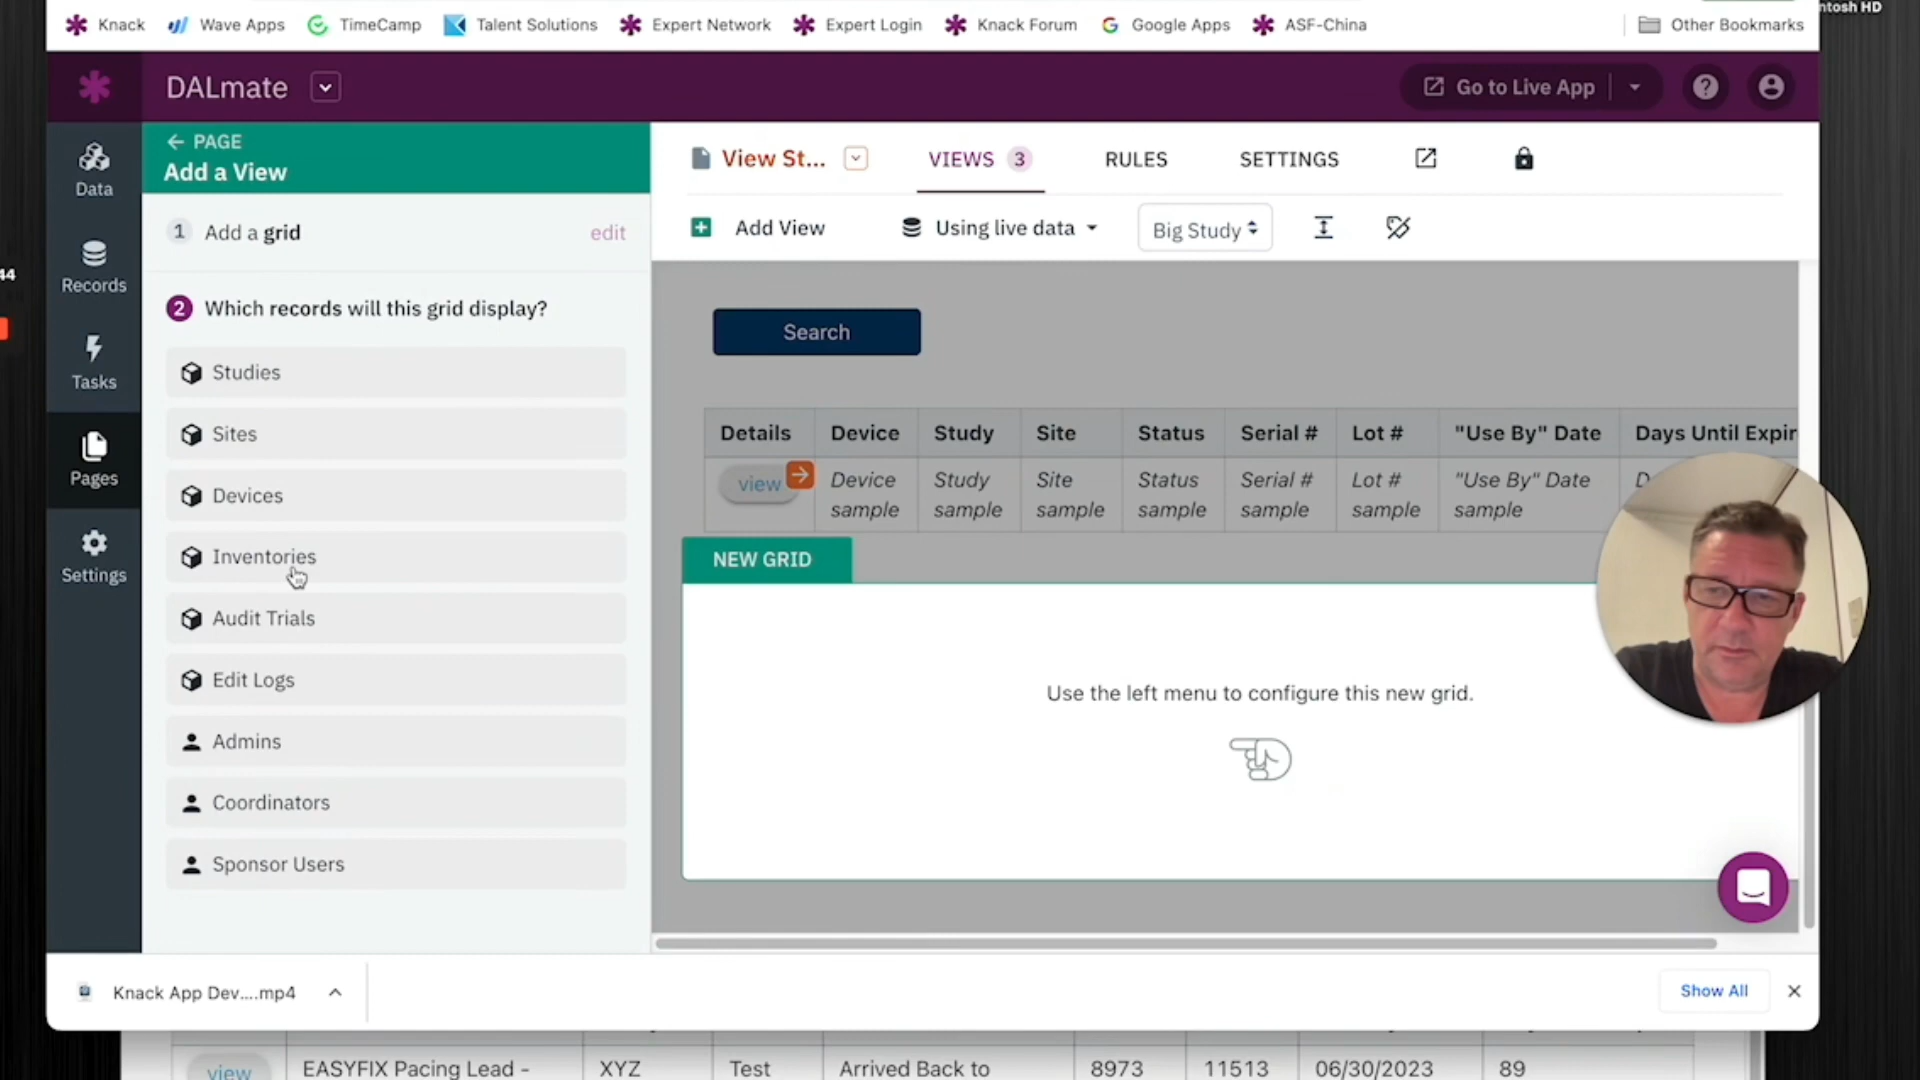 ntosh HD
Knack Wave Apps TimeCamp Talent Solutions Expert Network Expert Login Knack Forum Google Apps ASF-China Other Bookmarks
DALmate Go to Live App
PAGE
Add a View
View St... VIEWS 3 RULES SETTINGS
Data
1 Add a grid edit
Add View Using live data Big Study
44
Records
2 Which records will this grid display?
Search
Studies
Tasks
Sites
Details Device Study Site Status Serial # Lot # "Use By" Date Days Until Expir
Pages
Devices
view Device sample Study sample Site sample Status sample Serial # sample Lot # sample "Use By" Date sample
Inventories
NEW GRID
Settings
Audit Trials
Edit Logs
Use the left menu to configure this new grid.
Admins
Coordinators
Sponsor Users
Knack App Dev....mp4 Show All
view EASYFIX Pacing Lead - XYZ Test Arrived Back to 8973 11513 06/30/2023 89